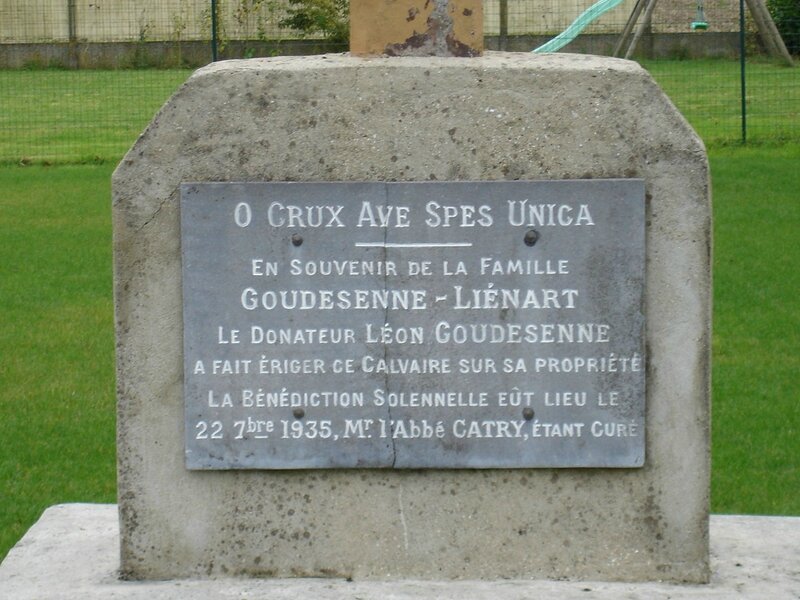 O CRUX AVE SPES UNICA
EN SOUVENIR DE LA FAMILLE
GOUDESENNE - LIÉNART
LE DONATEUR LÉON GOUDESENNE
A FAIT ÉRIGER CE CALVAIRE SUR SA PROPRIÉTÉ
LA BÉNÉDICTION SOLENNELLE EÛT LIEU LE
22 7bre 1935, Mr. l'Abbé CATRY, ÉTANT CURÉ